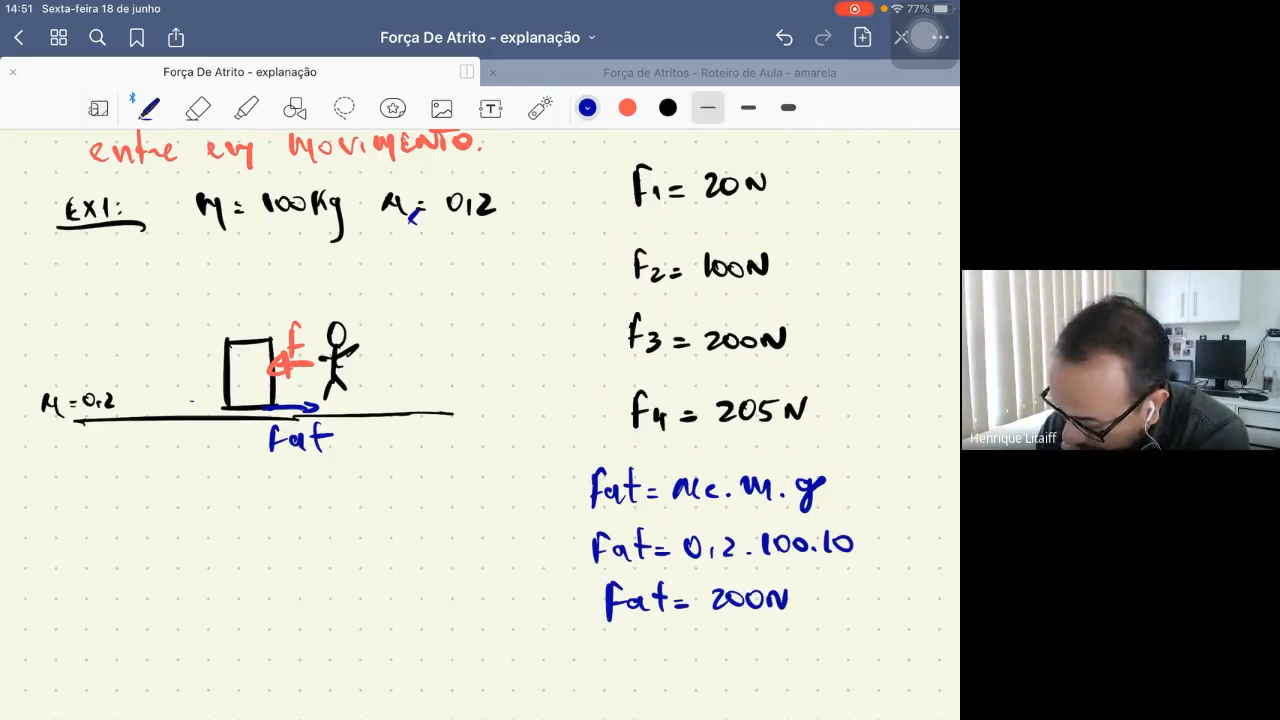 14:51 Sexta-feira 18 de junho
77%
Força De Atrito - explanação
Força De Atrito - explanação
Força de Atritos - Roteiro de Aula - amarela
entre em movimento.
EX1: M = 100Kg μ = 0,2
F1 = 20N
F2 = 100N
F3 = 200N
F4 = 205N
F
μ = 0,2
Fat
Fat = μe . m . g
Fat = 0,2 . 100 . 10
Fat = 200N
Henrique Litaiff